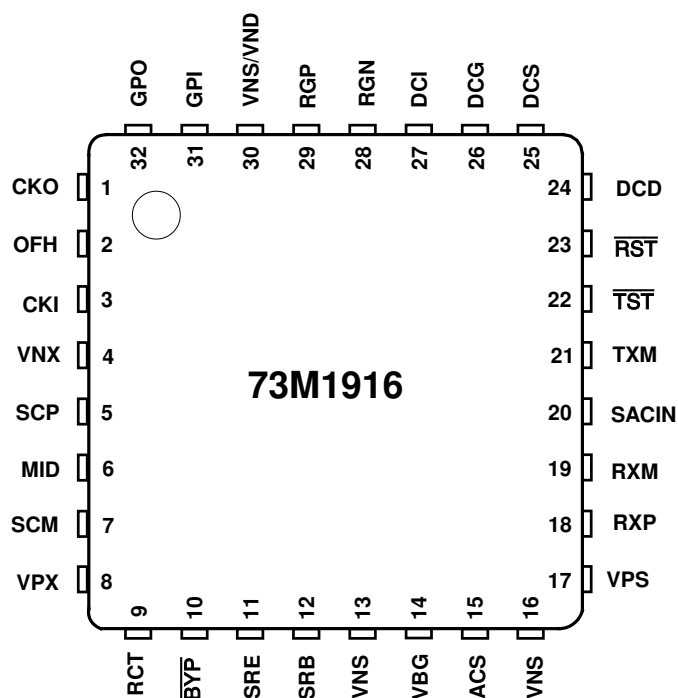 GPO GPI VNS/VND RGP RGN DCI DCG DCS
32 31 30 29 28 27 26 25
CKO 1 24 DCD
OFH 2 23 R̅S̅T̅
CKI 3 22 T̅S̅T̅
VNX 4 21 TXM
73M1916
SCP 5 20 SACIN
MID 6 19 RXM
SCM 7 18 RXP
VPX 8 17 VPS
9 10 11 12 13 14 15 16
RCT B̅Y̅P̅ SRE SRB VNS VBG ACS VNS